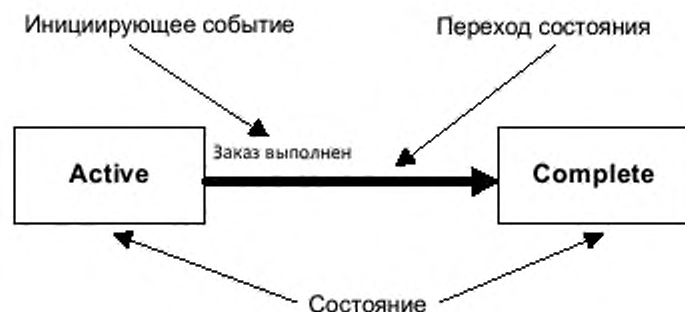 Инициирующее событие
Переход состояния
Заказ выполнен
Active
Complete
Состояние